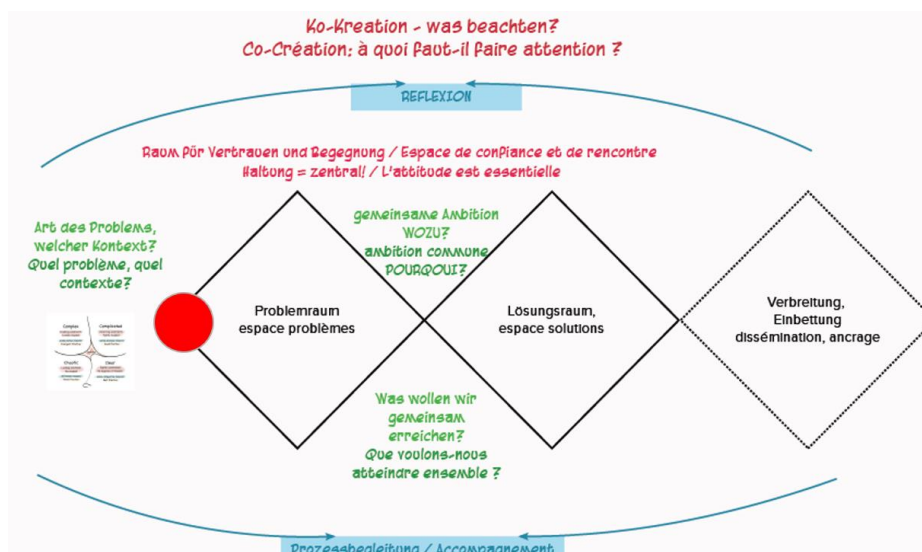 Ko-Kreation - was beachten?
Co-Création: à quoi faut-il faire attention ?
REFLEXION
Raum für Vertrauen und Begegnung / Espace de confiance et de rencontre
Haltung = zentral! / L'attitude est essentielle
Art des Problems,
welcher Kontext?
Quel problème, quel
contexte?
gemeinsame Ambition
WOZU?
ambition commune
POURQOUI?
Complex
Complicated
Chaotic
Clear
Problemraum
espace problèmes
Lösungsraum,
espace solutions
Verbreitung,
Einbettung
dissémination, ancrage
Was wollen wir
gemeinsam
erreichen?
Que voulons-nous
atteindre ensemble ?
Prozessbegleitung / Accompagnement